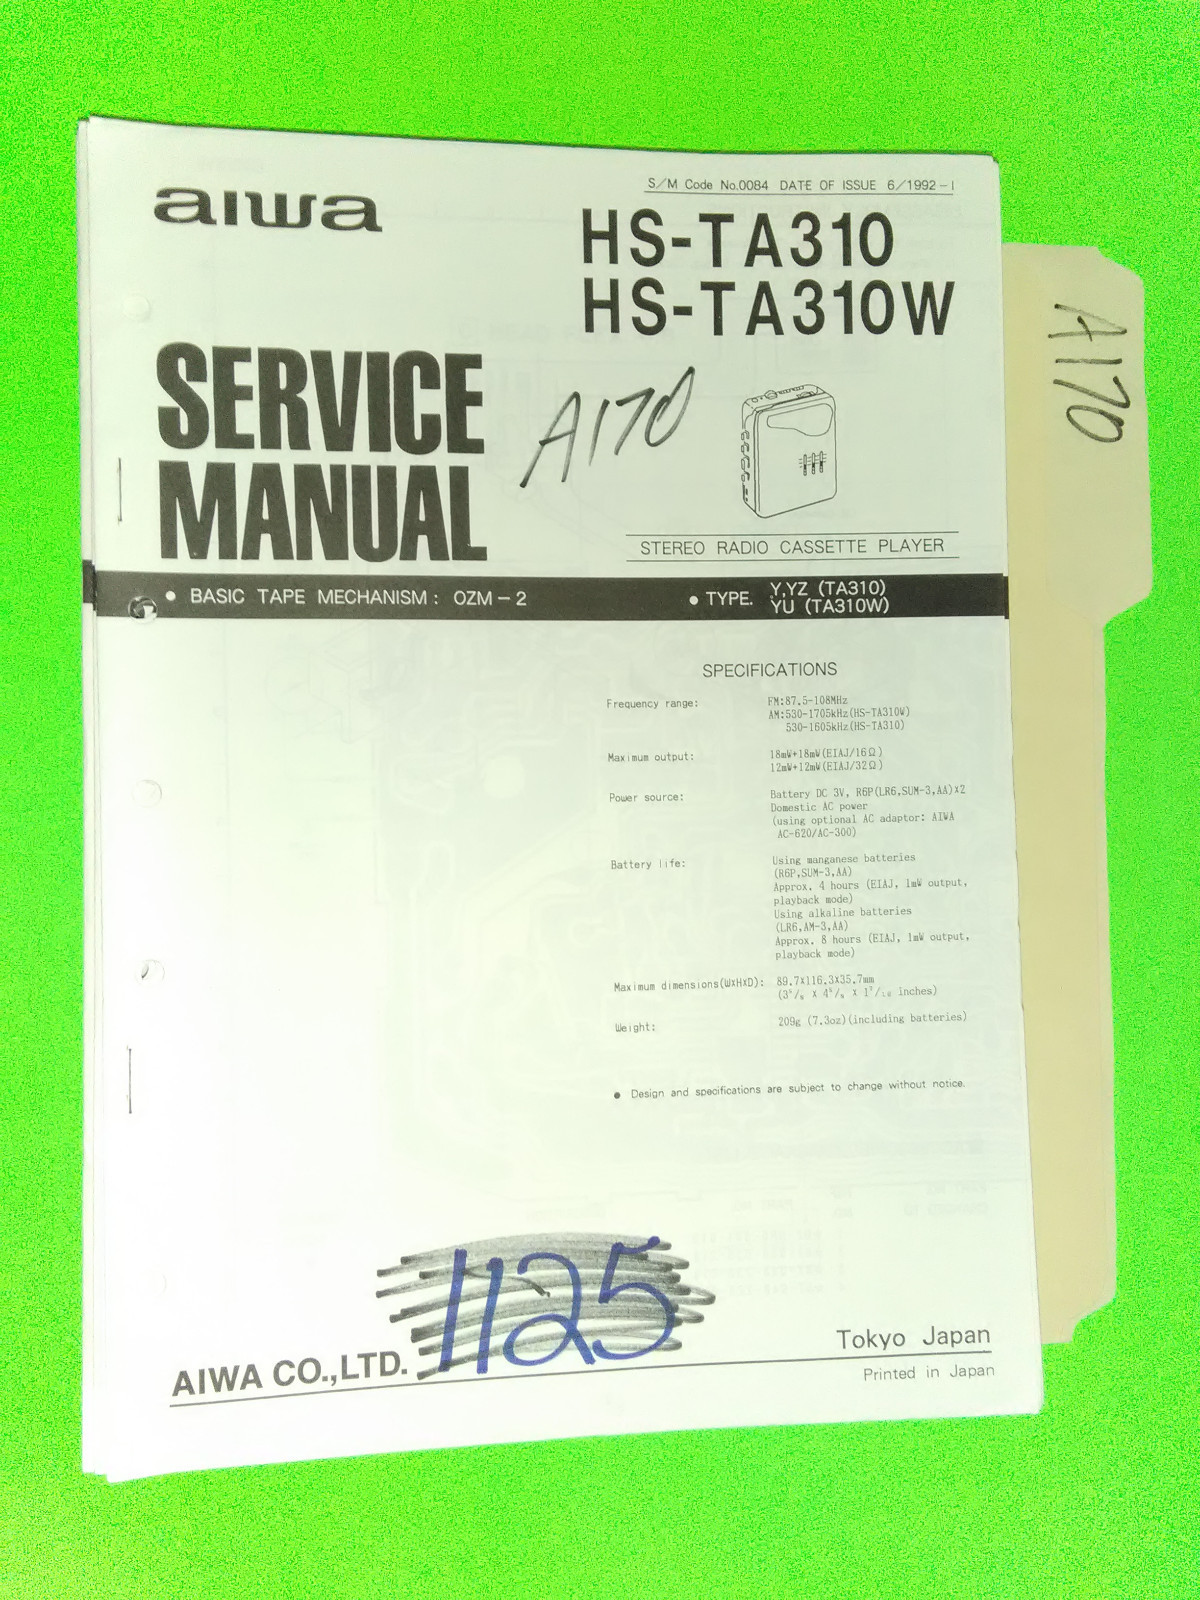 S/M Code No.0084 DATE OF ISSUE 6/1992-I
aiwa
HS-TA310
HS-TA310W
SERVICE
MANUAL
A170
A170
STEREO RADIO CASSETTE PLAYER
• BASIC TAPE MECHANISM: OZM-2
• TYPE. Y,YZ (TA310)
YU (TA310W)
SPECIFICATIONS
Frequency range: FM:87.5-108MHz
AM:530-1705kHz(HS-TA310W)
530-1605kHz(HS-TA310)
Maximum output: 18mW+18mW(EIAJ/16Ω)
12mW+12mW(EIAJ/32Ω)
Power source: Battery DC 3V, R6P(LR6,SUM-3,AA)X2
Domestic AC power
(using optional AC adaptor: AIWA
AC-620/AC-300)
Battery life: Using manganese batteries
(R6P,SUM-3,AA)
Approx. 4 hours (EIAJ, 1mW output,
playback mode)
Using alkaline batteries
(LR6,AM-3,AA)
Approx. 8 hours (EIAJ, 1mW output,
playback mode)
Maximum dimensions(WxHxD): 89.7X116.3X35.7mm
inches)
Weight: 209g (7.3oz)(including batteries)
• Design and specifications are subject to change without notice.
1125
AIWA CO.,LTD.
Tokyo Japan
Printed in Japan